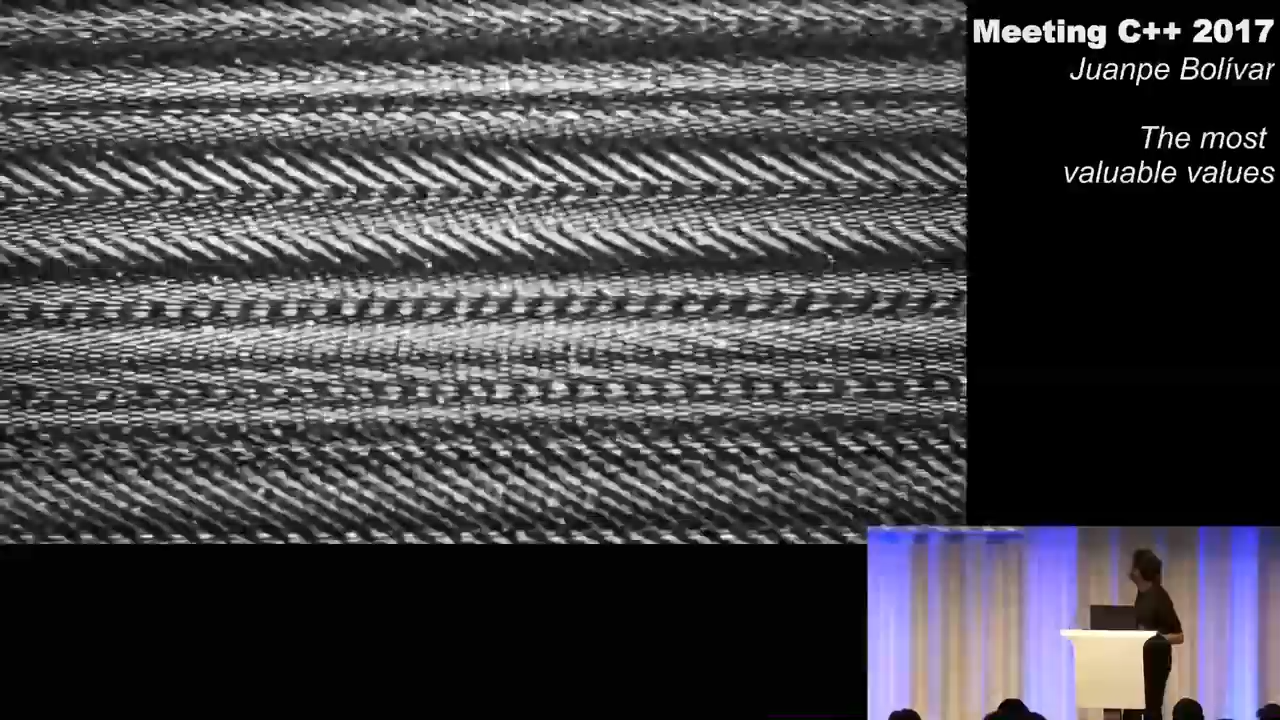 Meeting C++ 2017
Juanpe Bolívar
The most
valuable values